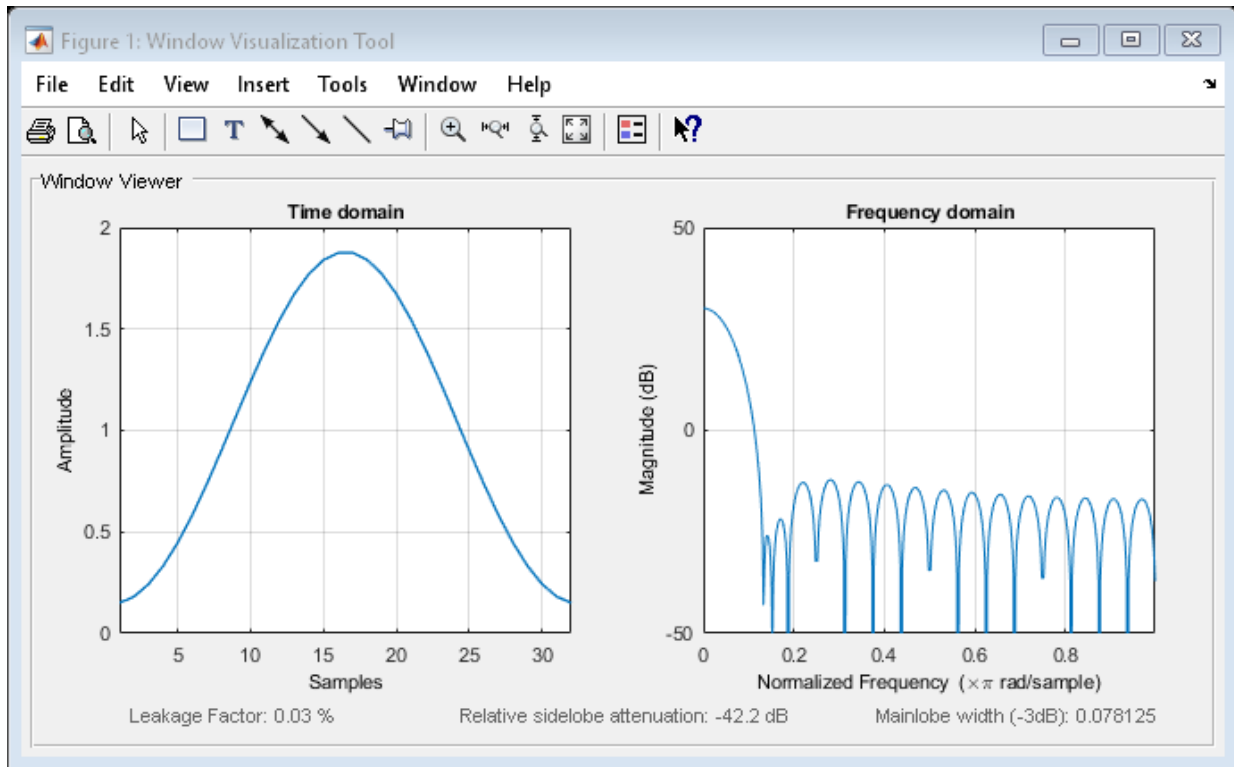 Figure 1: Window Visualization Tool
File Edit View Insert Tools Window Help
T
?
Window Viewer
Time domain
2
1.5
1
0.5
0
Amplitude
5 10 15 20 25 30
Samples
Frequency domain
50
0
-50
Magnitude (dB)
0 0.2 0.4 0.6 0.8
Normalized Frequency (×π rad/sample)
Leakage Factor: 0.03 % Relative sidelobe attenuation: -42.2 dB Mainlobe width (-3dB): 0.078125